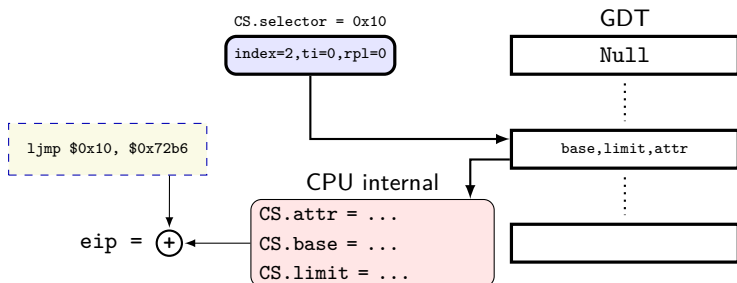 CS.selector = 0x10
GDT
index=2,ti=0,rpl=0
Null
ljmp $0x10, $0x72b6
base,limit,attr
CPU internal
CS.attr = ...
eip = +
CS.base = ...
CS.limit = ...